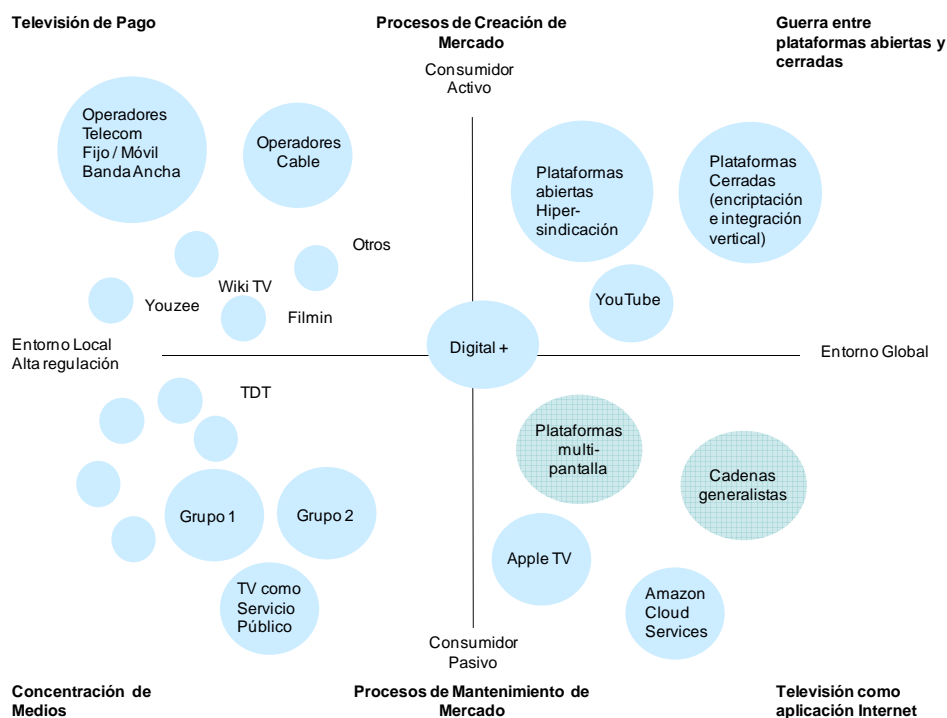 Televisión de Pago
Procesos de Creación de
Mercado
Guerra entre
plataformas abiertas y
cerradas
Consumidor
Activo
Operadores
Telecom
Fijo / Móvil
Banda Ancha
Operadores
Cable
Plataformas
abiertas
Hiper-
sindicación
Plataformas
Cerradas
(encriptación
e integración
vertical)
Otros
Wiki TV
Youzee
Filmin
YouTube
Entorno Local
Alta regulación
Digital +
Entorno Global
TDT
Plataformas
multi-
pantalla
Cadenas
generalistas
Grupo 1
Grupo 2
Apple TV
TV como
Servicio
Público
Amazon
Cloud
Services
Consumidor
Pasivo
Concentración de
Medios
Procesos de Mantenimiento de
Mercado
Televisión como
aplicación Internet